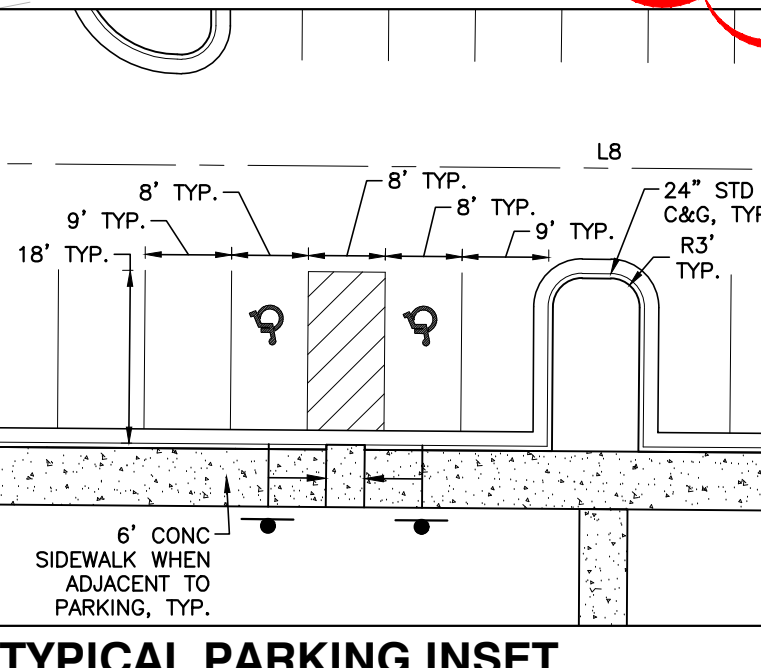 L8
8' TYP.
8' TYP.
24" STD
8' TYP.
C&G, TYP
9' TYP.
9' TYP.
R3'
18' TYP.
TYP.
6' CONC
SIDEWALK WHEN
ADJACENT TO
PARKING, TYP.
TYPICAL PARKING INSET